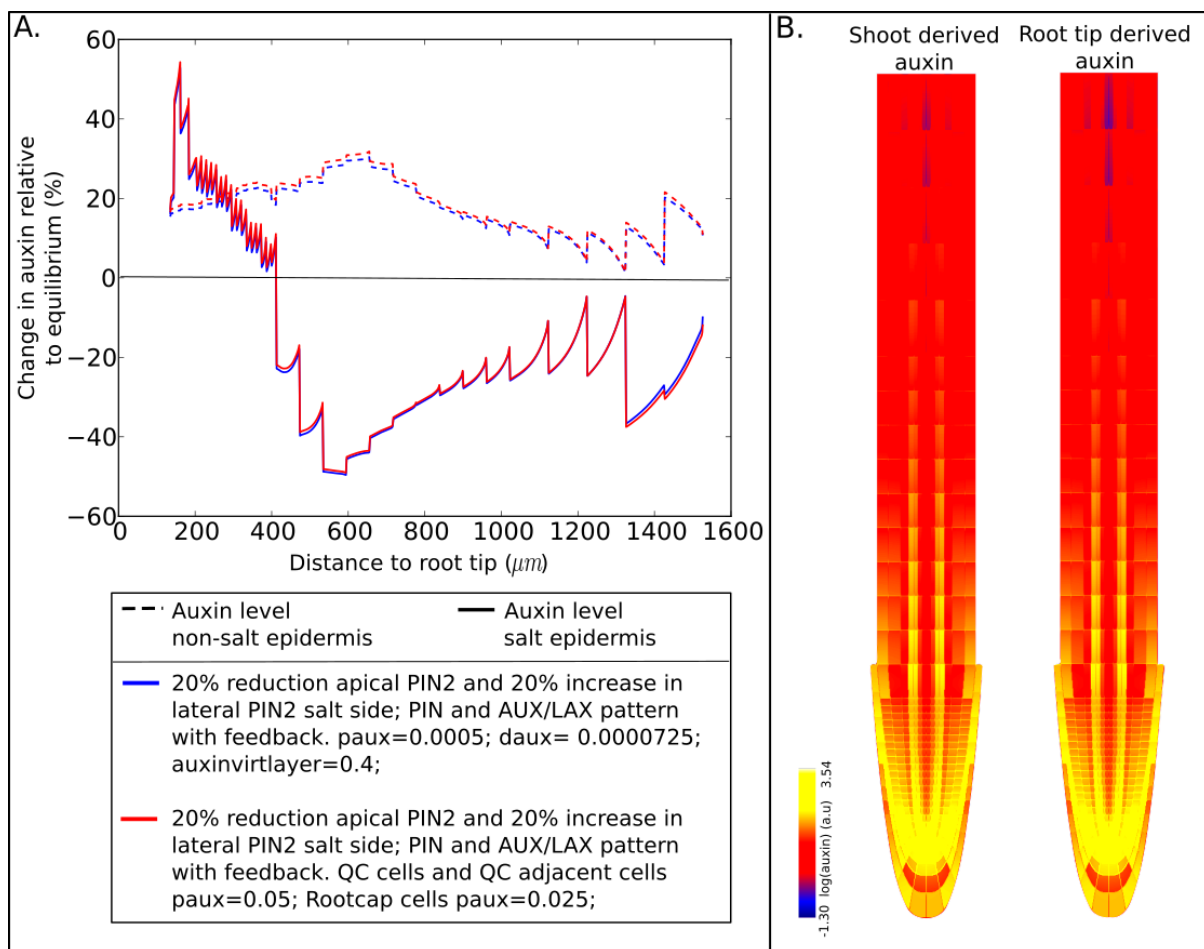 A.
60
40
20
0
−20
−40
−60
Change in auxin relative
to equilibrium (%)
0
200
400
600
800
1000
1200
1400
1600
Distance to root tip (μm)
Auxin level
non-salt epidermis
Auxin level
salt epidermis
20% reduction apical PIN2 and 20% increase in
lateral PIN2 salt side; PIN and AUX/LAX pattern
with feedback. paux=0.0005; daux= 0.0000725;
auxinvirtlayer=0.4;
20% reduction apical PIN2 and 20% increase in
lateral PIN2 salt side; PIN and AUX/LAX pattern
with feedback. QC cells and QC adjacent cells
paux=0.05; Rootcap cells paux=0.025;
B.
Shoot derived
auxin
Root tip derived
auxin
-1.30 log(auxin) (a.u) 3.54